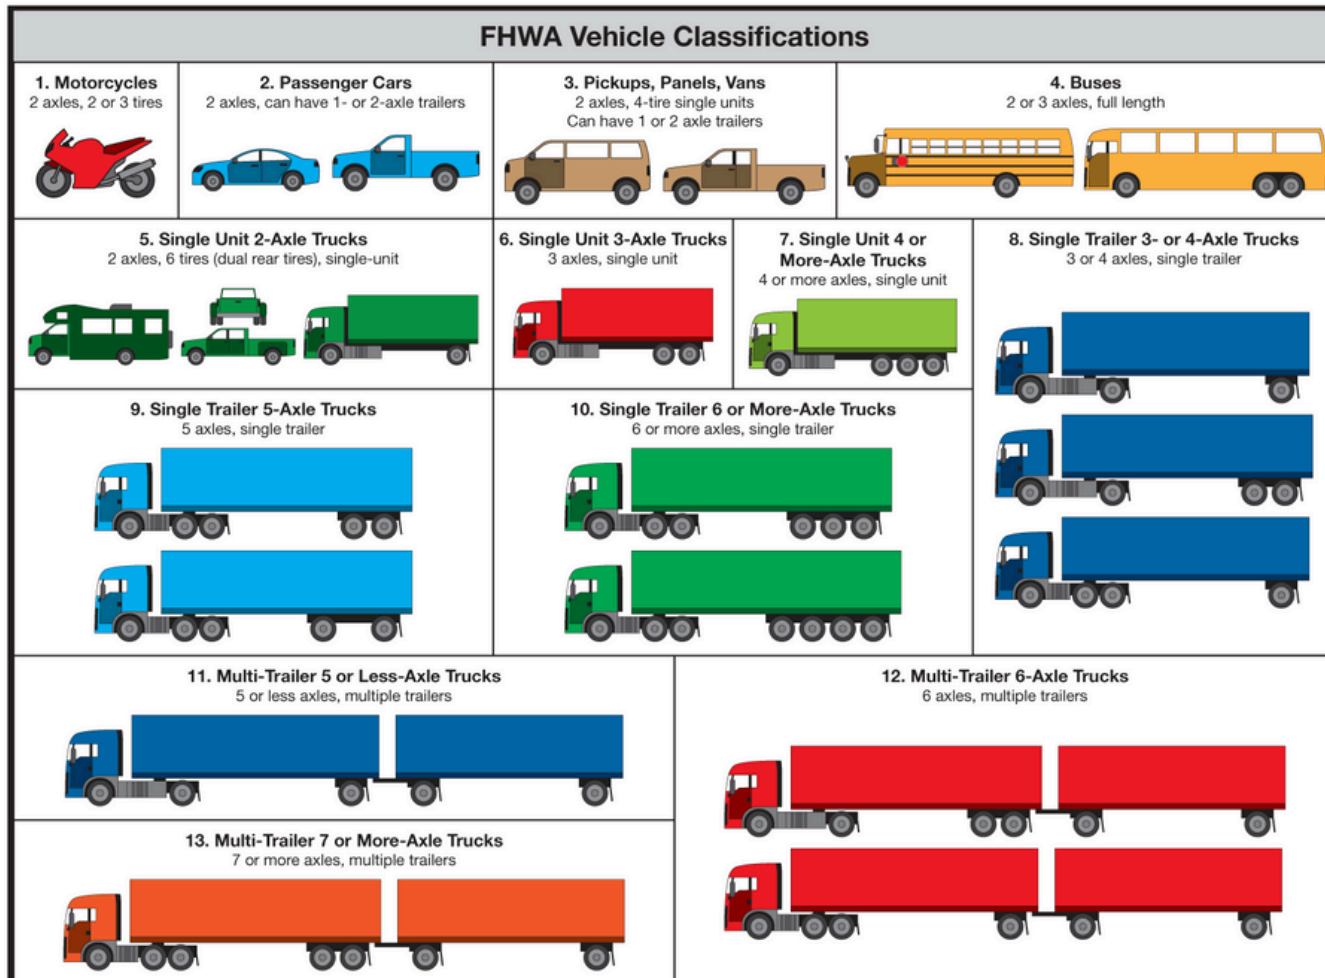 FHWA Vehicle Classifications
1. Motorcycles
2 axles, 2 or 3 tires
2. Passenger Cars
2 axles, can have 1- or 2-axle trailers
3. Pickups, Panels, Vans
2 axles, 4-tire single units
Can have 1 or 2 axle trailers
4. Buses
2 or 3 axles, full length
5. Single Unit 2-Axle Trucks
2 axles, 6 tires (dual rear tires), single-unit
6. Single Unit 3-Axle Trucks
3 axles, single unit
7. Single Unit 4 or
More-Axle Trucks
4 or more axles, single unit
8. Single Trailer 3- or 4-Axle Trucks
3 or 4 axles, single trailer
9. Single Trailer 5-Axle Trucks
5 axles, single trailer
10. Single Trailer 6 or More-Axle Trucks
6 or more axles, single trailer
11. Multi-Trailer 5 or Less-Axle Trucks
5 or less axles, multiple trailers
12. Multi-Trailer 6-Axle Trucks
6 axles, multiple trailers
13. Multi-Trailer 7 or More-Axle Trucks
7 or more axles, multiple trailers